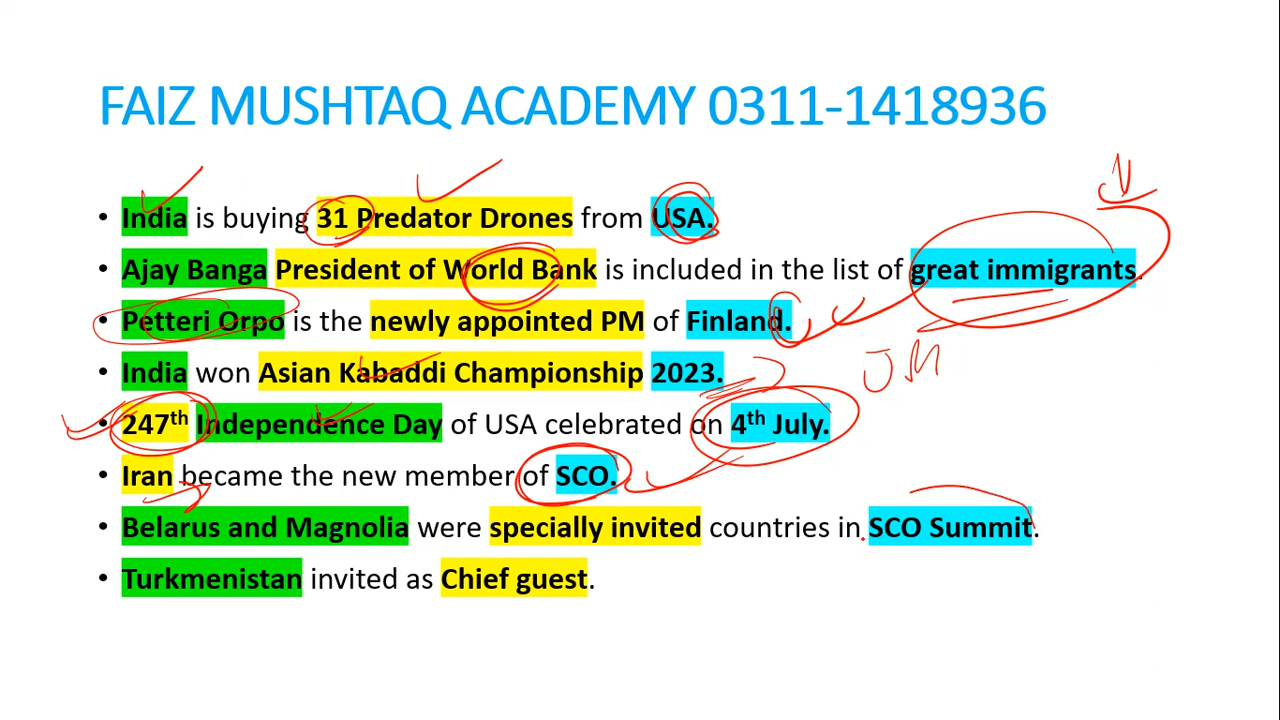 FAIZ MUSHTAQ ACADEMY 0311-1418936
• India is buying 31 Predator Drones from USA.
• Ajay Banga President of World Bank is included in the list of great immigrants.
• Petteri Orpo is the newly appointed PM of Finland.
• India won Asian Kabaddi Championship 2023.
• 247th Independence Day of USA celebrated on 4th July.
• Iran became the new member of SCO.
• Belarus and Magnolia were specially invited countries in SCO Summit.
• Turkmenistan invited as Chief guest.